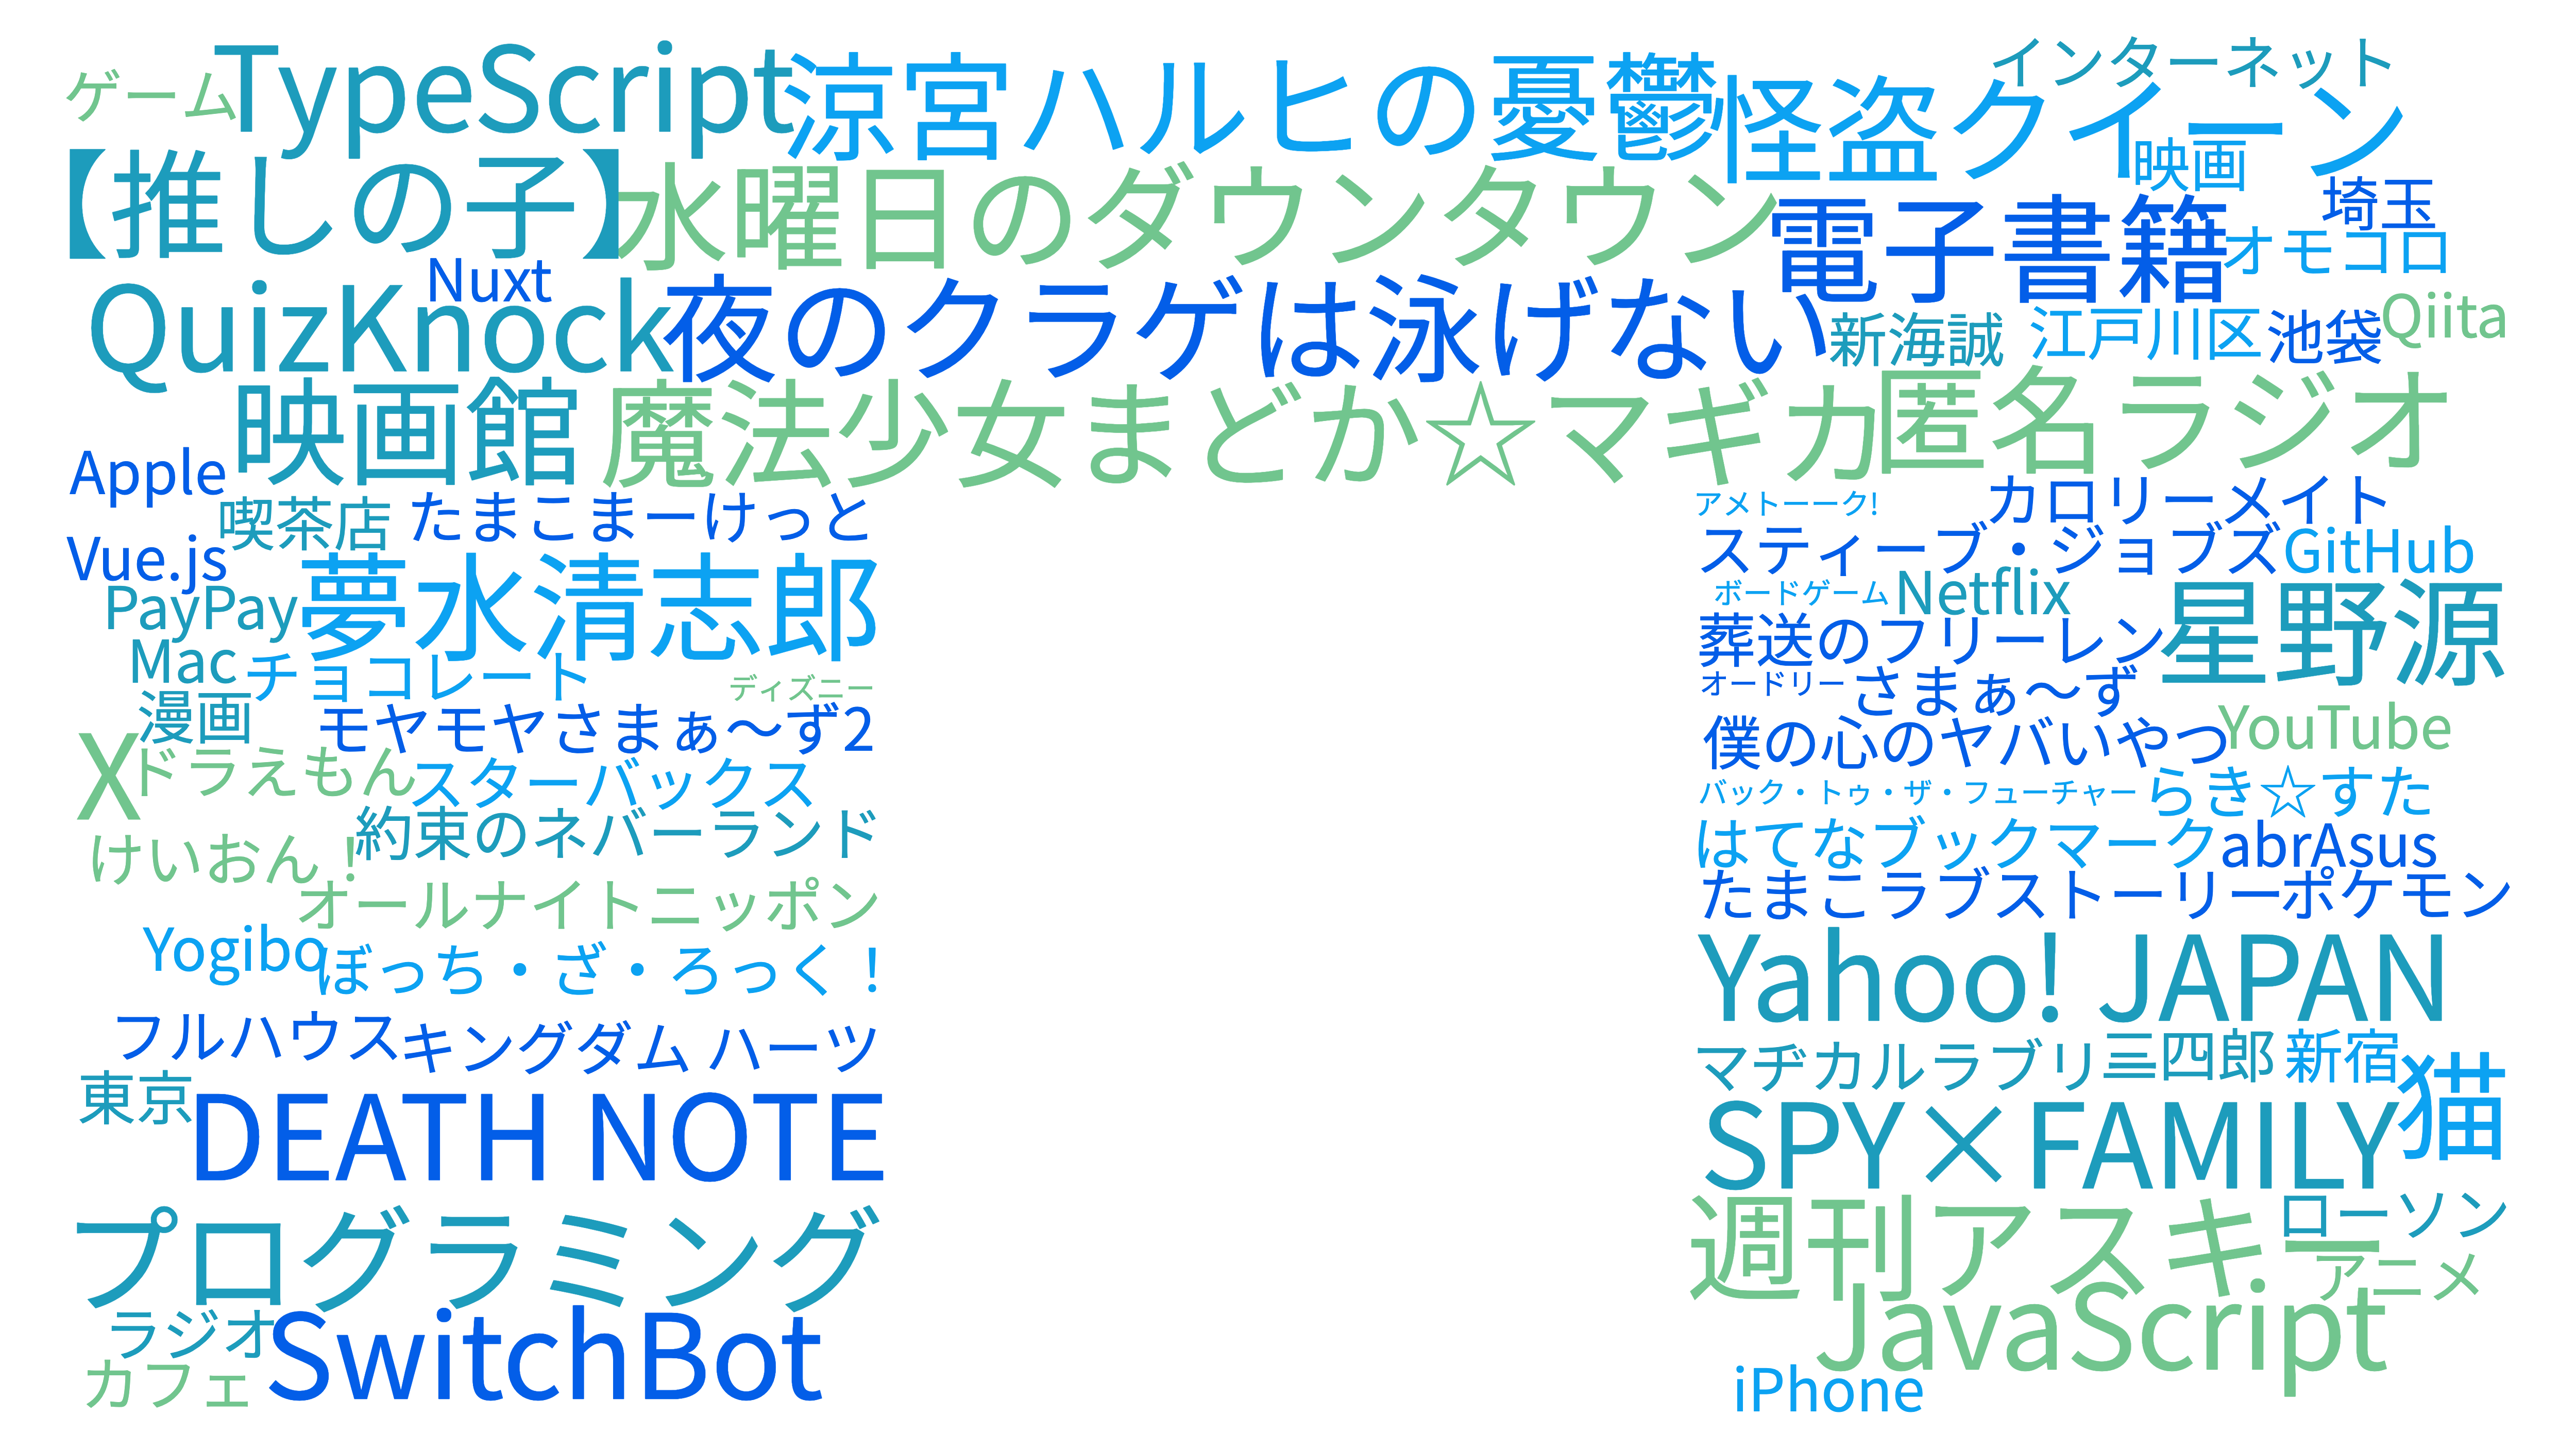 ゲーム
TypeScript
涼宮ハルヒの憂鬱
怪盗クイーン
インターネット
映画
【推しの子】
水曜日のダウンタウン
電子書籍
埼玉
オモコロ
Nuxt
QuizKnock
夜のクラゲは泳げない
新海誠
江戸川区
池袋
Qiita
映画館
魔法少女まどか☆マギカ
匿名ラジオ
Apple
喫茶店
たまこまーけっと
Vue.js
夢水清志郎
PayPay
Mac
チョコレート
ディズニー
漫画
モヤモヤさまぁ〜ず2
X
ドラえもん
スターバックス
約束のネバーランド
けいおん！
オールナイトニッポン
Yogibo
ぼっち・ざ・ろっく！
フルハウス
キングダム ハーツ
東京
DEATH NOTE
プログラミング
ラジオ
SwitchBot
カフェ
アメトーーク!
カロリーメイト
スティーブ・ジョブズ
GitHub
ボードゲーム
Netflix
星野源
葬送のフリーレン
オードリー
さまぁ〜ず
僕の心のヤバいやつ
YouTube
バック・トゥ・ザ・フューチャー
らき☆すた
はてなブックマーク
abrAsus
たまこラブストーリー
ポケモン
Yahoo! JAPAN
マヂカルラブリー
三四郎
新宿
猫
SPY×FAMILY
週刊アスキー
ローソン
アニメ
JavaScript
iPhone